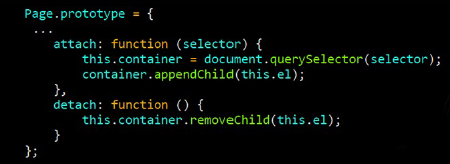 Page.prototype = {
...
attach: function (selector) {
this.container = document.querySelector(selector);
container.appendChild(this.el);
},
detach: function () {
this.container.removeChild(this.el);
}
};